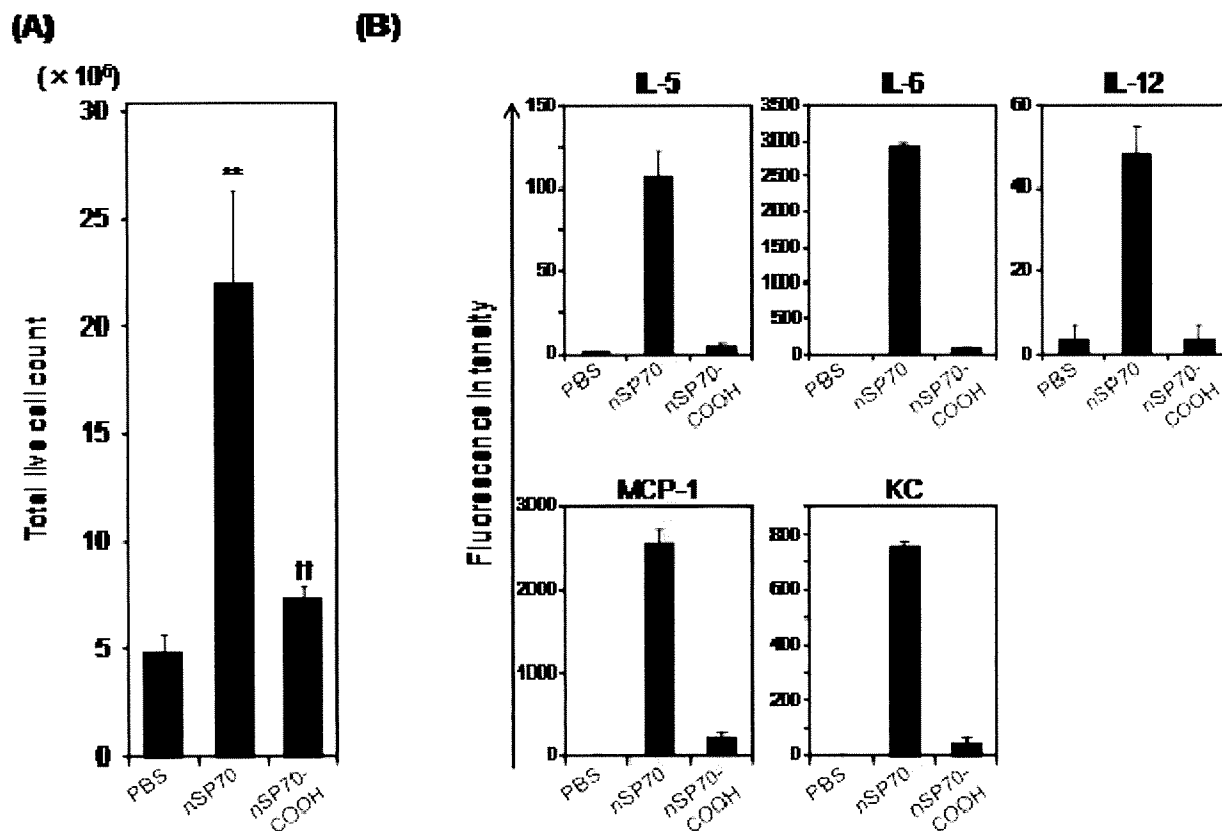 (A)
(B)
(× 10⁶)
Total live cell count
30
25
20
15
10
5
0
**
††
PBS
nSP70
nSP70-
COOH
Fluorescence Intensity
IL-5
150
100
50
0
PBS
nSP70
nSP70-
COOH
IL-6
3500
3000
2500
2000
1500
1000
500
0
PBS
nSP70
nSP70-
COOH
IL-12
60
40
20
0
PBS
nSP70
nSP70-
COOH
MCP-1
3000
2000
1000
0
PBS
nSP70
nSP70-
COOH
KC
800
600
400
200
0
PBS
nSP70
nSP70-
COOH